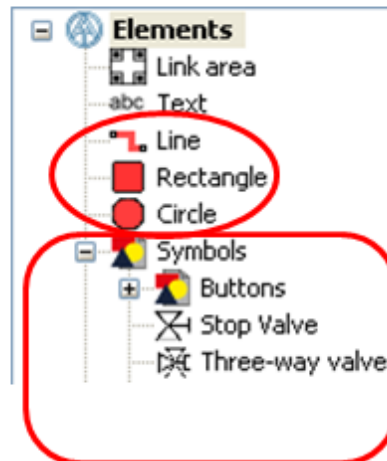 Elements
Link area
abc Text
Line
Rectangle
Circle
Symbols
Buttons
Stop Valve
Three-way valve